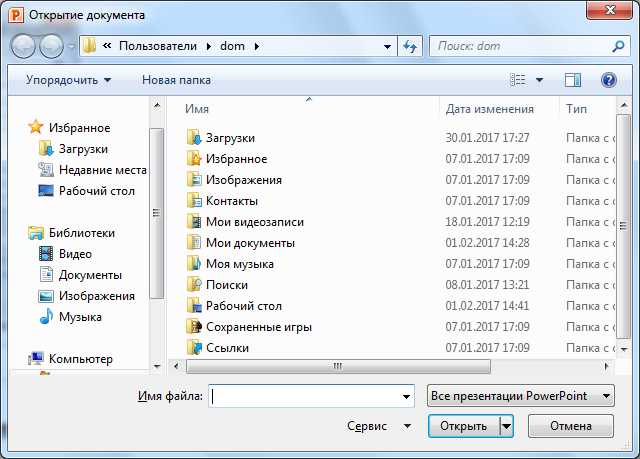 Открытие документа
« Пользователи dom
Поиск: dom
Упорядочить Новая папка
Имя Дата изменения Тип
Избранное
Загрузки
Недавние места
Рабочий стол
Библиотеки
Видео
Документы
Изображения
Музыка
Компьютер
Загрузки 30.01.2017 17:27 Папка с
Избранное 07.01.2017 17:09 Папка с
Изображения 07.01.2017 17:09 Папка с
Контакты 07.01.2017 17:09 Папка с
Мои видеозаписи 18.01.2017 12:19 Папка с
Мои документы 01.02.2017 14:28 Папка с
Моя музыка 07.01.2017 17:09 Папка с
Поиски 08.01.2017 13:21 Папка с
Рабочий стол 01.02.2017 14:41 Папка с
Сохраненные игры 07.01.2017 17:09 Папка с
Ссылки 07.01.2017 17:09 Папка с
Имя файла: Все презентации PowerPoint
Сервис Открыть Отмена